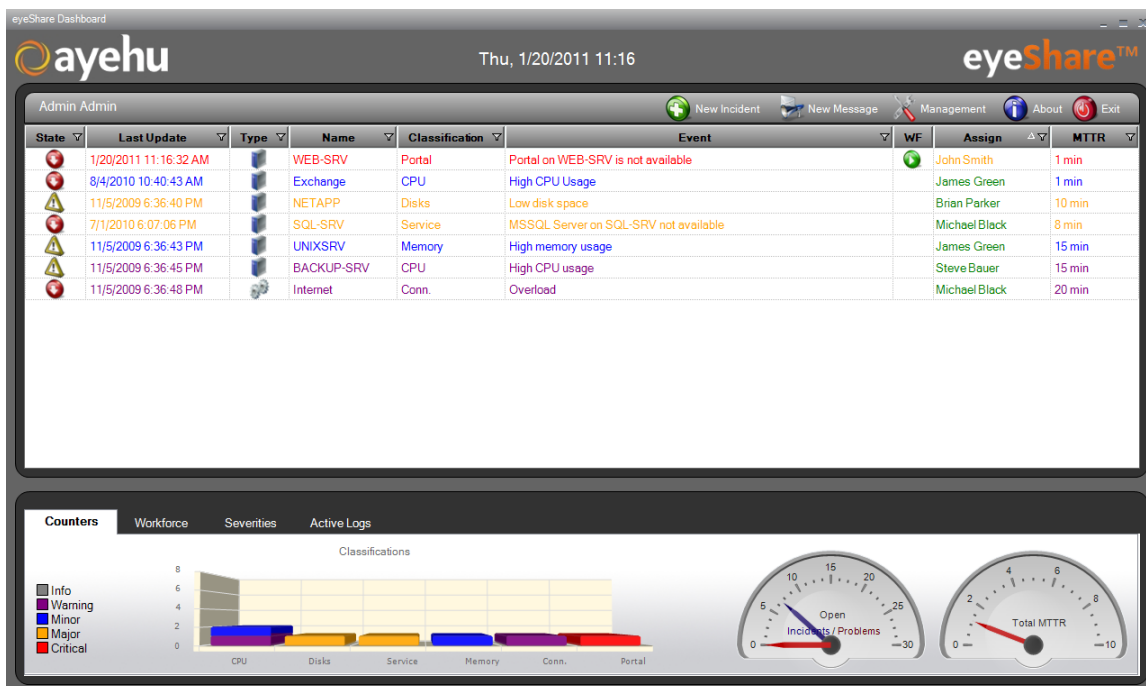 eyeShare Dashboard
ayehu
Thu, 1/20/2011 11:16
eyeShare™
Admin Admin New Incident New Message Management About Exit
State Last Update Type Name Classification Event WF Assign MTTR
1/20/2011 11:16:32 AM WEB-SRV Portal Portal on WEB-SRV is not available John Smith 1 min
8/4/2010 10:40:43 AM Exchange CPU High CPU Usage James Green 1 min
11/5/2009 6:36:40 PM NETAPP Disks Low disk space Brian Parker 10 min
7/1/2010 6:07:06 PM SQL-SRV Service MSSQL Server on SQL-SRV not available Michael Black 8 min
11/5/2009 6:36:43 PM UNIXSRV Memory High memory usage James Green 15 min
11/5/2009 6:36:45 PM BACKUP-SRV CPU High CPU usage Steve Bauer 15 min
11/5/2009 6:36:48 PM Internet Conn. Overload Michael Black 20 min
Counters Workforce Severities Active Logs
Classifications
Info
Warning
Minor
Major
Critical
8
6
4
2
0
CPU Disks Service Memory Conn. Portal
0 5 10 15 20 25 30
Open
Incidents / Problems
0 2 4 6 8 10
Total MTTR